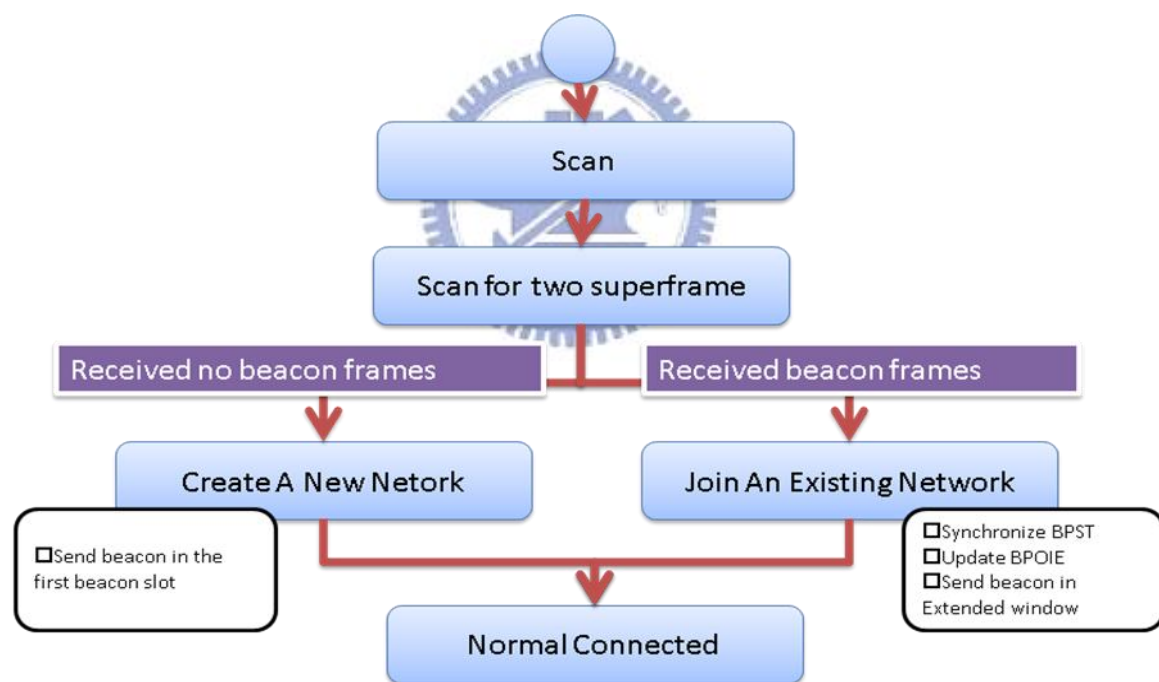 Scan
Scan for two superframe
Received no beacon frames
Received beacon frames
Create A New Netork
Join An Existing Network
□Send beacon in the
first beacon slot
□Synchronize BPST
□Update BPOIE
□Send beacon in
Extended window
Normal Connected